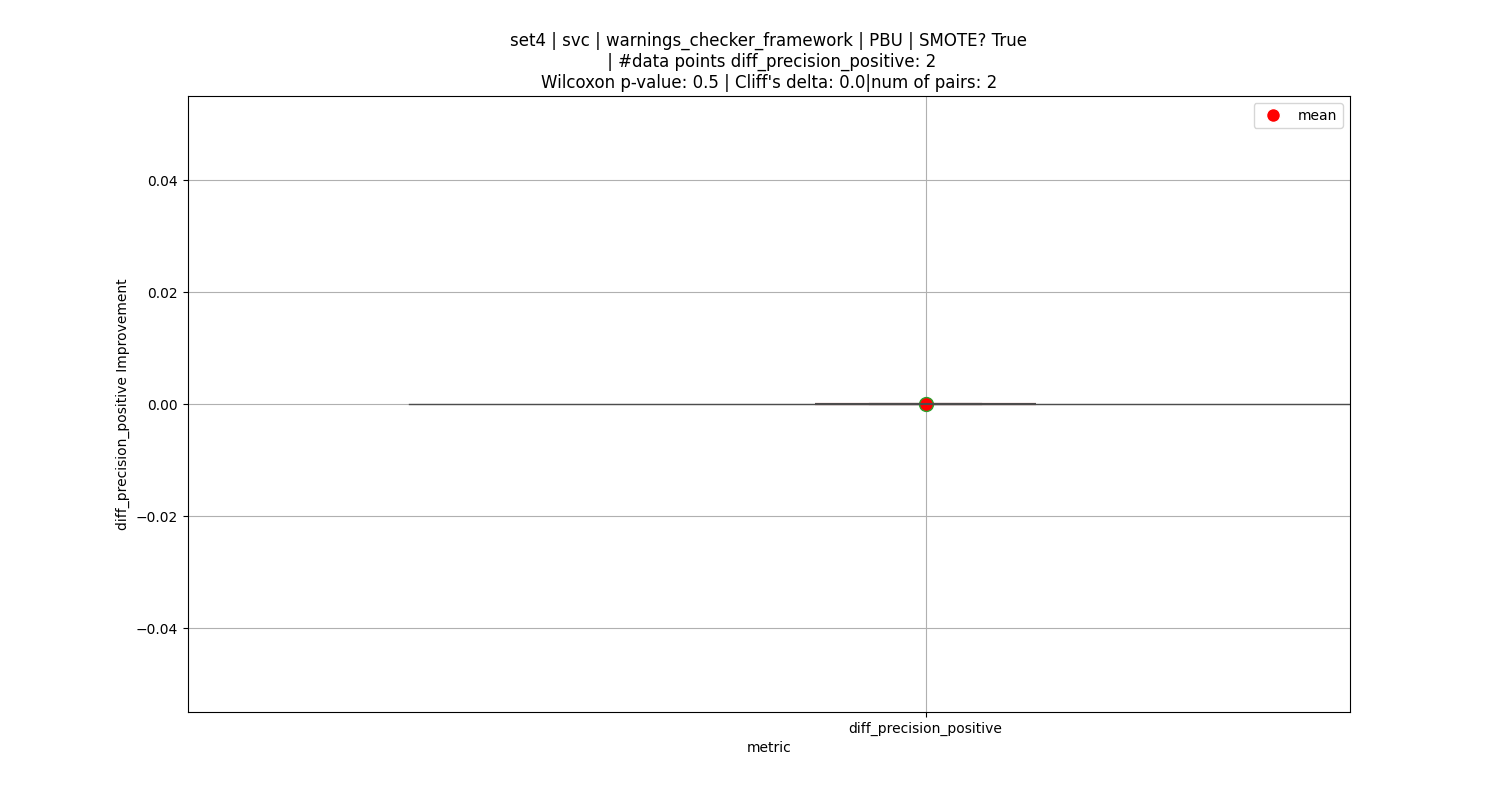 set4 | svc | warnings_checker_framework | PBU | SMOTE? True
| #data points diff_precision_positive: 2
Wilcoxon p-value: 0.5 | Cliff's delta: 0.0|num of pairs: 2
mean
0.04
0.02
0.00
−0.02
−0.04
diff_precision_positive Improvement
diff_precision_positive
metric